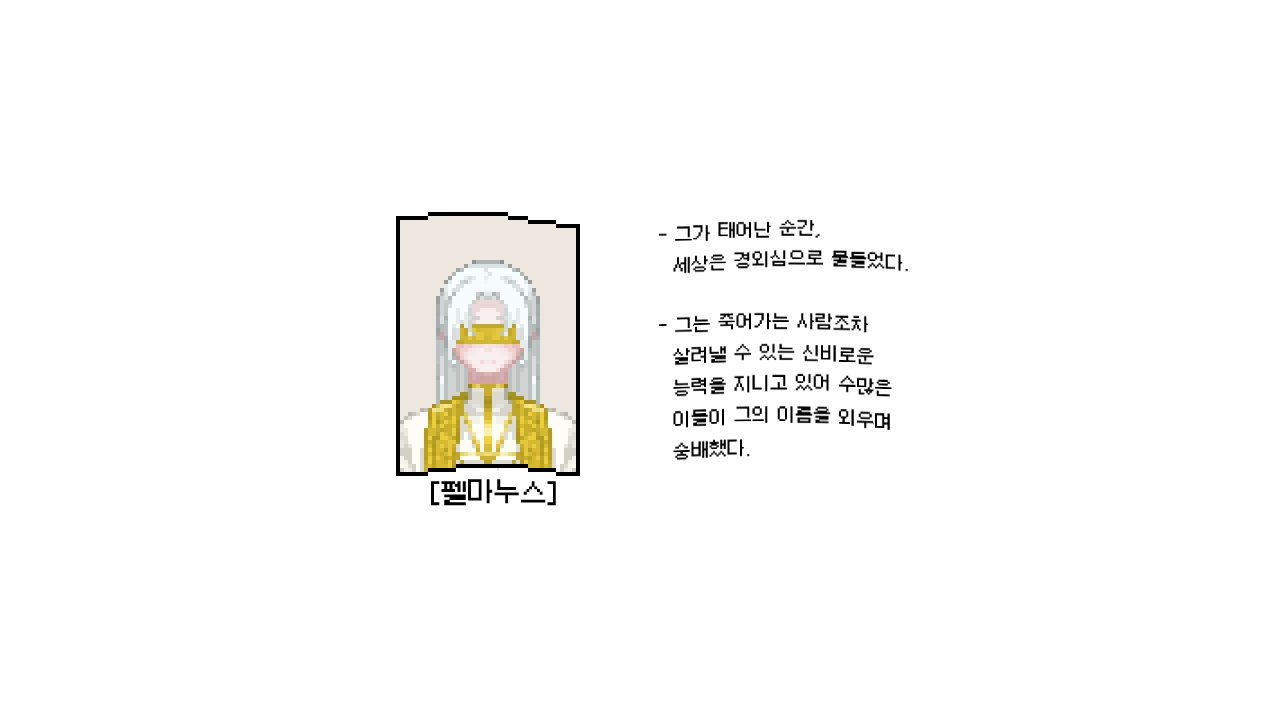 [펠마누스]
- 그가 태어난 순간,
세상은 경외심으로 물들었다.
- 그는 죽어가는 사람조차
살려낼 수 있는 신비로운
능력을 지니고 있어 수많은
이들이 그의 이름을 외우며
숭배했다.